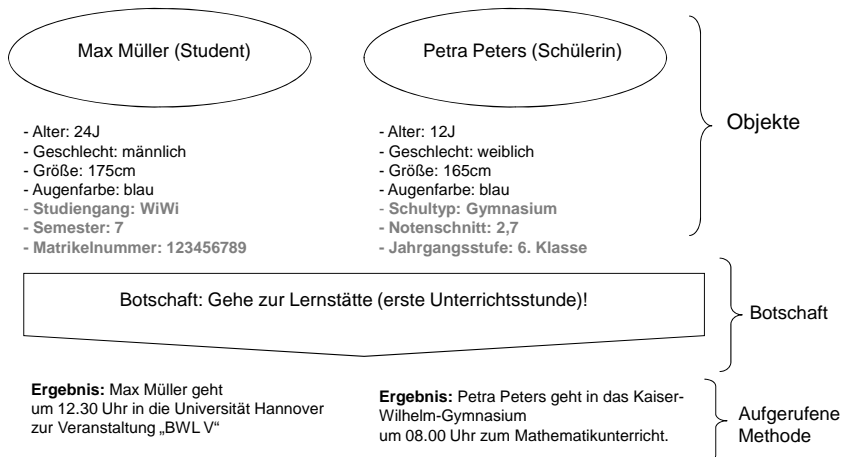 Max Müller (Student)
Petra Peters (Schülerin)
- Alter: 24J
- Geschlecht: männlich
- Größe: 175cm
- Augenfarbe: blau
- Studiengang: WiWi
- Semester: 7
- Matrikelnummer: 123456789
- Alter: 12J
- Geschlecht: weiblich
- Größe: 165cm
- Augenfarbe: blau
- Schultyp: Gymnasium
- Notenschnitt: 2,7
- Jahrgangsstufe: 6. Klasse
Objekte
Botschaft: Gehe zur Lernstätte (erste Unterrichtsstunde)!
Botschaft
Ergebnis: Max Müller geht
um 12.30 Uhr in die Universität Hannover
zur Veranstaltung „BWL V“
Ergebnis: Petra Peters geht in das Kaiser-
Wilhelm-Gymnasium
um 08.00 Uhr zum Mathematikunterricht.
Aufgerufene
Methode